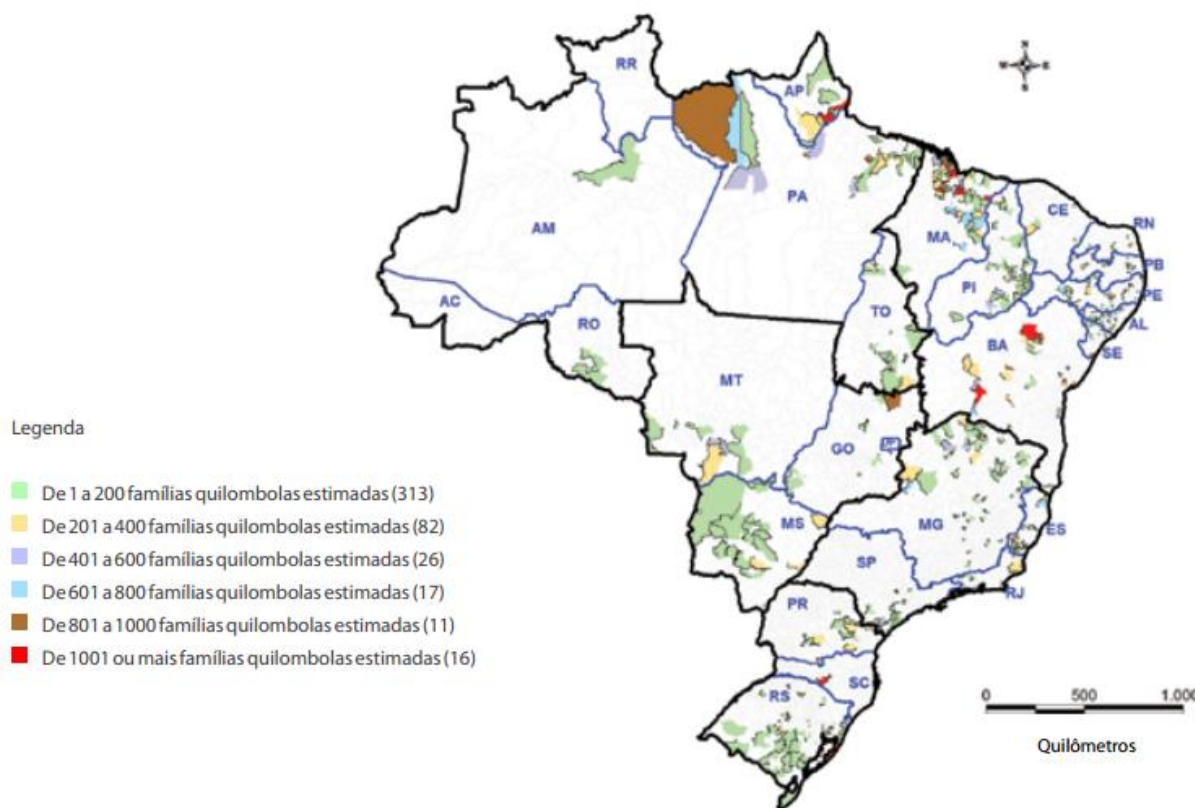 N
W E
S
RR
AP
AM
PA
MA
CE
RN
PB
PE
AL
SE
PI
AC
RO
TO
BA
MT
GO
DF
MS
MG
ES
SP
RJ
PR
SC
RS
Legenda
De 1 a 200 famílias quilombolas estimadas (313)
De 201 a 400 famílias quilombolas estimadas (82)
De 401 a 600 famílias quilombolas estimadas (26)
De 601 a 800 famílias quilombolas estimadas (17)
De 801 a 1000 famílias quilombolas estimadas (11)
De 1001 ou mais famílias quilombolas estimadas (16)
0 500 1.000
Quilômetros